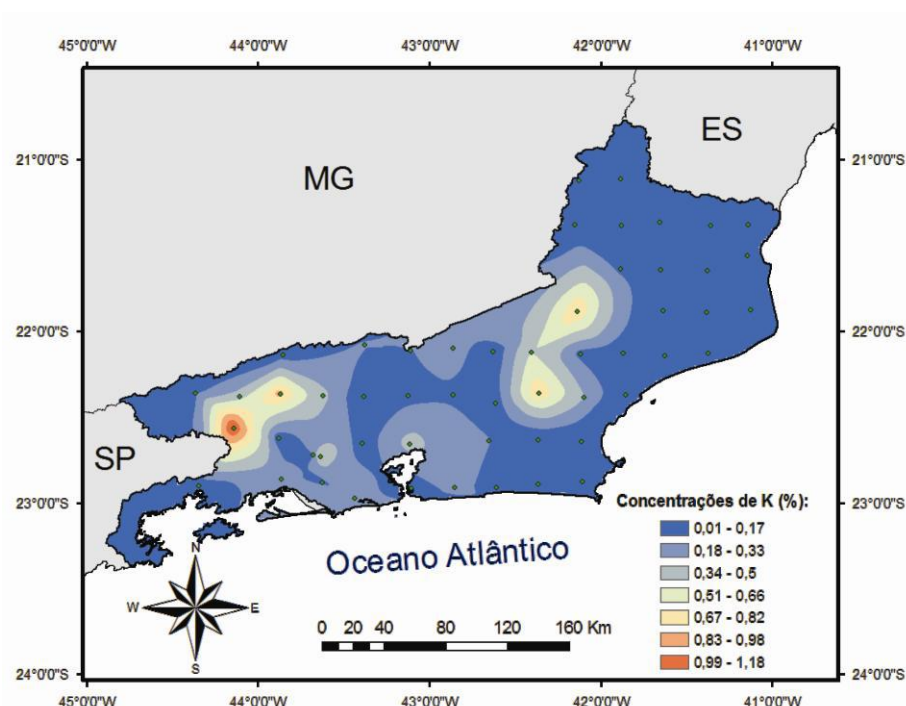 45°0'0"W 44°0'0"W 43°0'0"W 42°0'0"W 41°0'0"W
ES
21°0'0"S 21°0'0"S
MG
22°0'0"S 22°0'0"S
SP
23°0'0"S 23°0'0"S
Concentrações de K (%):
0,01 - 0,17
Oceano Atlântico
0,18 - 0,33
N
0,34 - 0,5
0,51 - 0,66
W E
0,67 - 0,82
0 20 40 80 120 160 Km
0,83 - 0,98
S
0,99 - 1,18
24°0'0"S 24°0'0"S
45°0'0"W 44°0'0"W 43°0'0"W 42°0'0"W 41°0'0"W